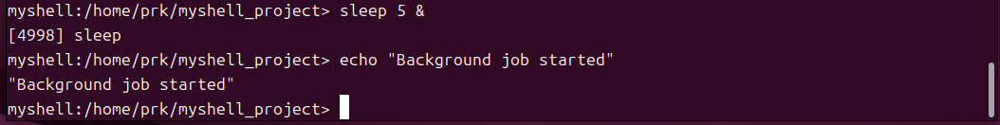 myshell:/home/prk/myshell_project> sleep 5 &
[4998] sleep
myshell:/home/prk/myshell_project> echo "Background job started"
"Background job started"
myshell:/home/prk/myshell_project>